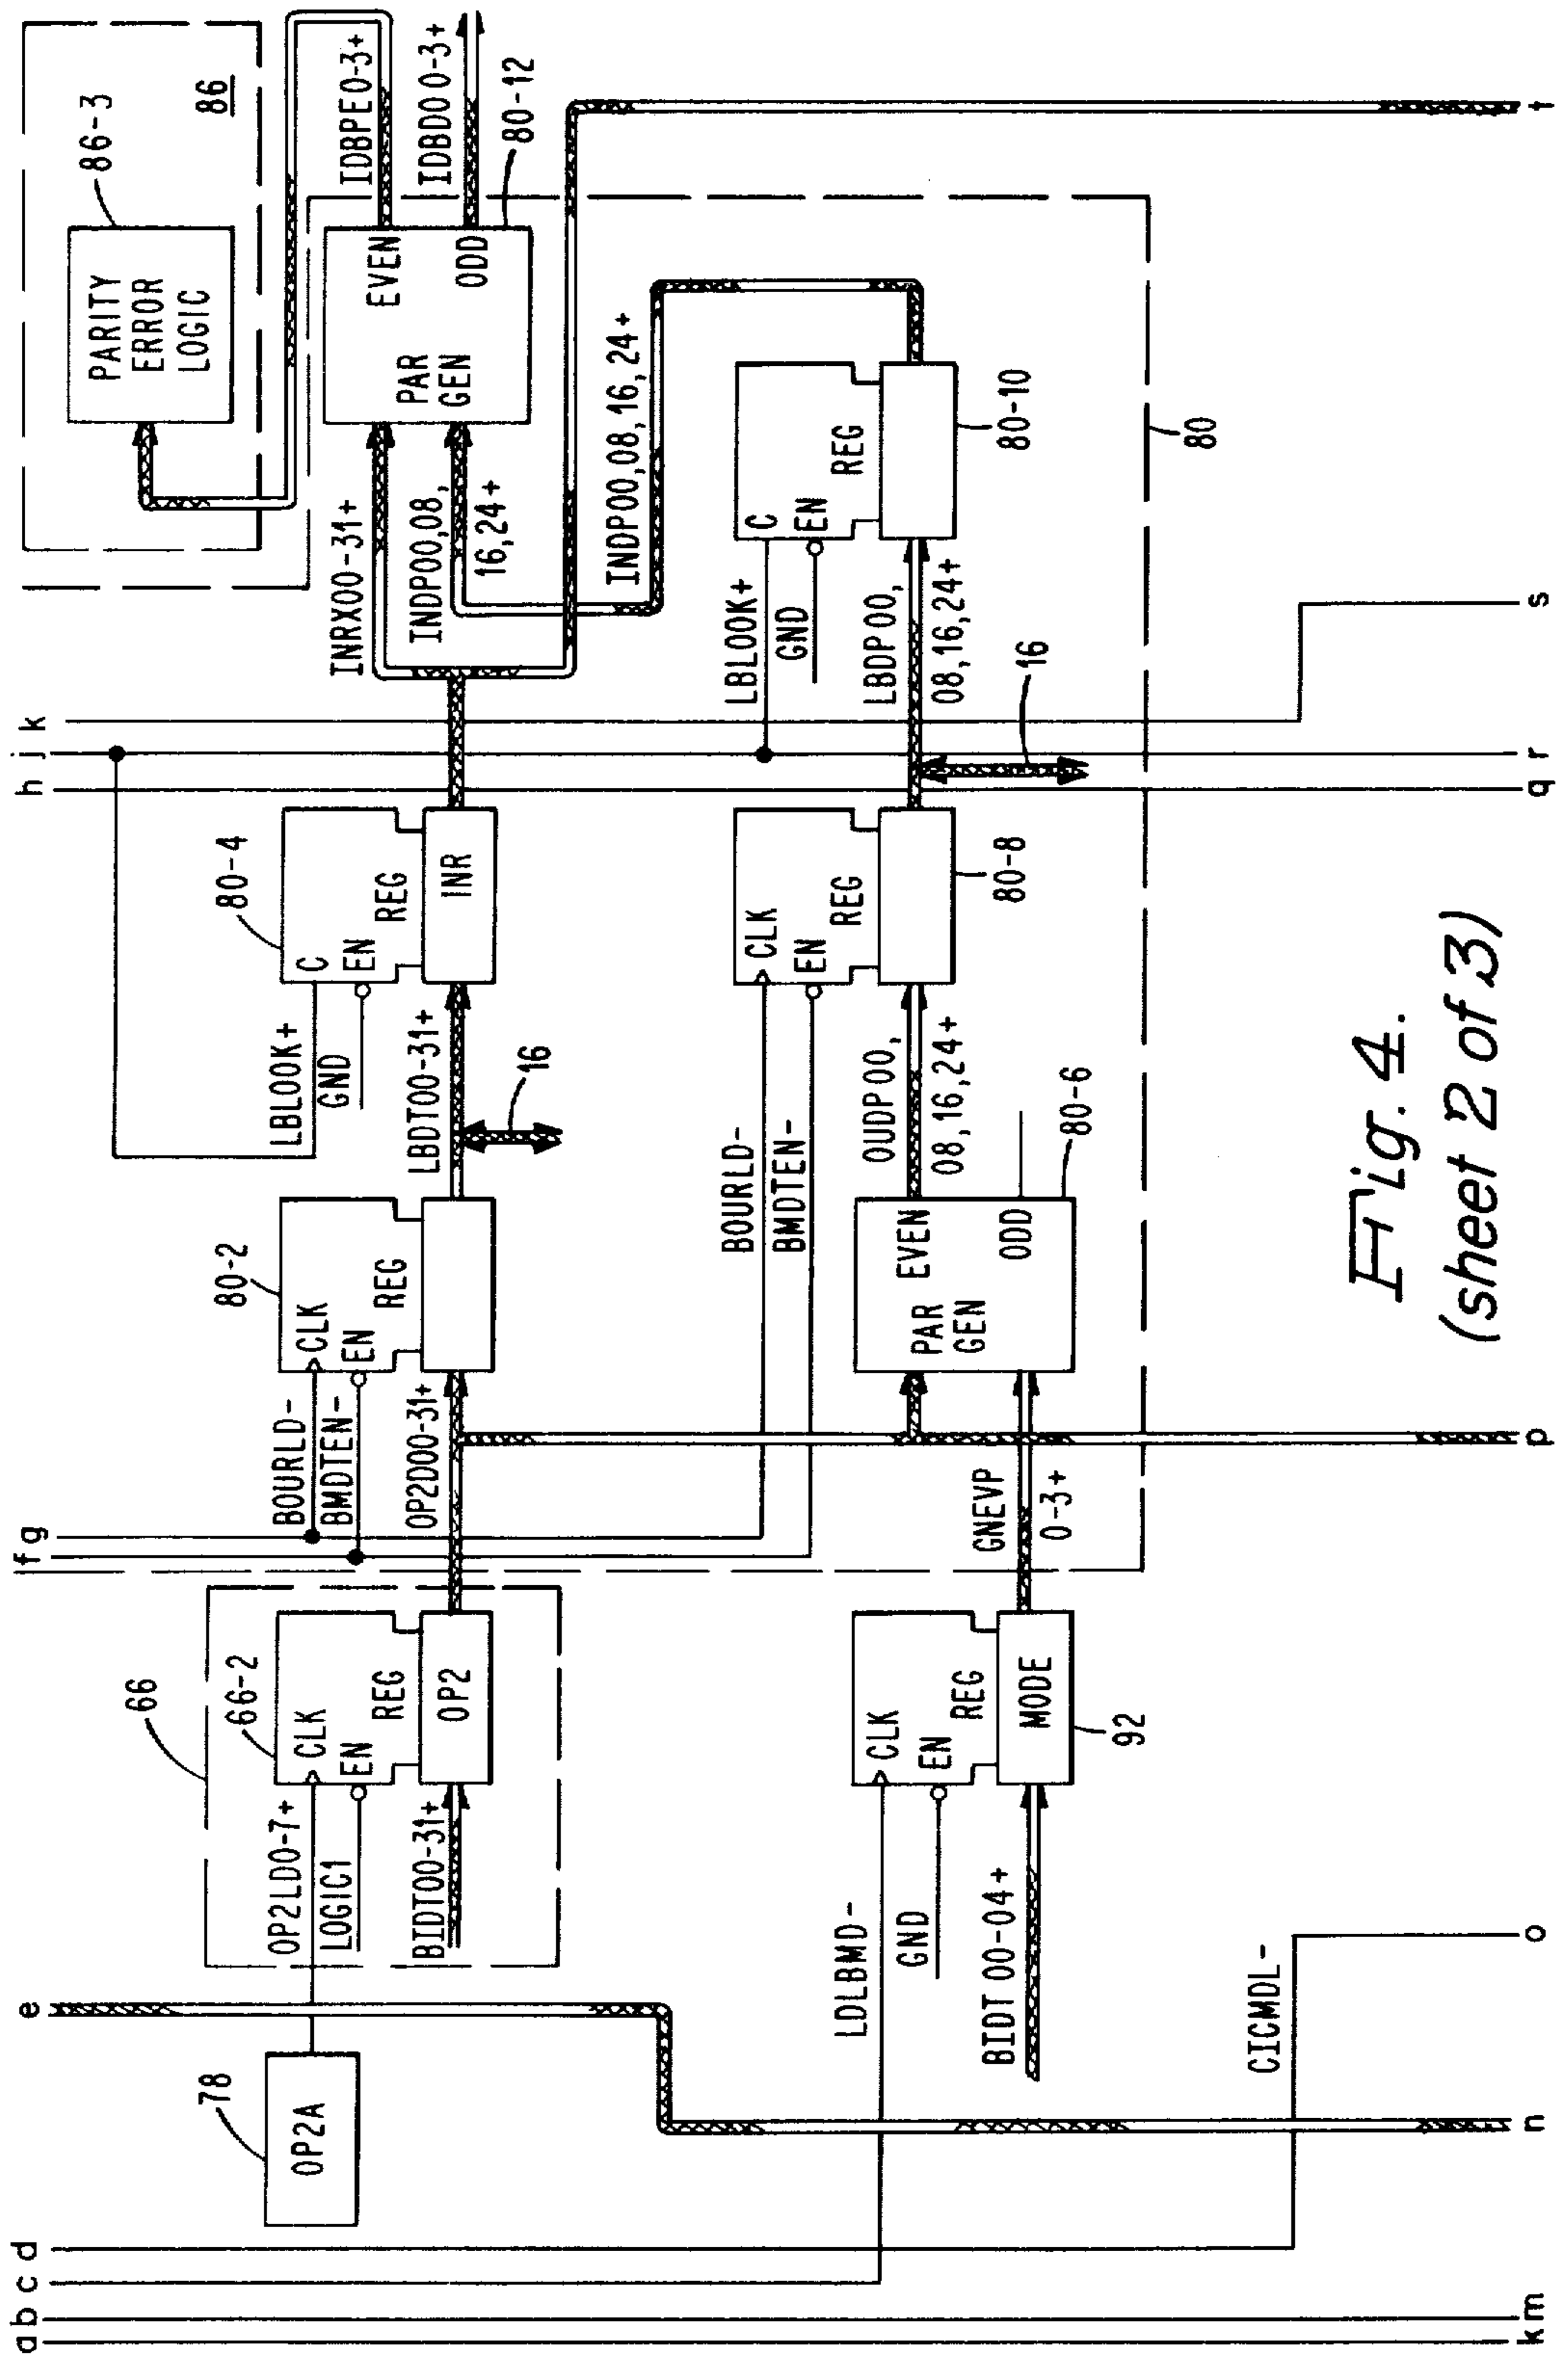 a b c d e f g h j k
78
OP2A
66
66-2
OP2LD0-7+
LOGIC1
BIDT00-31+
CLK
EN
REG
OP2
BOURLD-
BMDTEN-
OP2D00-31+
80-2
CLK
EN
REG
LBLOOK+
GND
LBDT00-31+
16
80-4
C
EN
REG
INR
INRX00-31+
INDP00,08,
16,24+
PAR
GEN
EVEN
ODD
80-12
IDBPE0-3+
IDBD00-3+
86-3
PARITY
ERROR
LOGIC
86
LDLBMD-
GND
BIDT 00-04+
CLK
EN
REG
MODE
92
GNEVP
0-3+
PAR
GEN
EVEN
ODD
80-6
OUDP00,
08,16,24+
BOURLD-
BMDTEN-
CLK
EN
REG
80-8
LBDP00,
08,16,24+
16
LBLOOK+
GND
C
EN
REG
80-10
INDP00,08,16,24+
80
CICMDL-
k m n o p q r s t
Fig. 4.
(sheet 2 of 3)